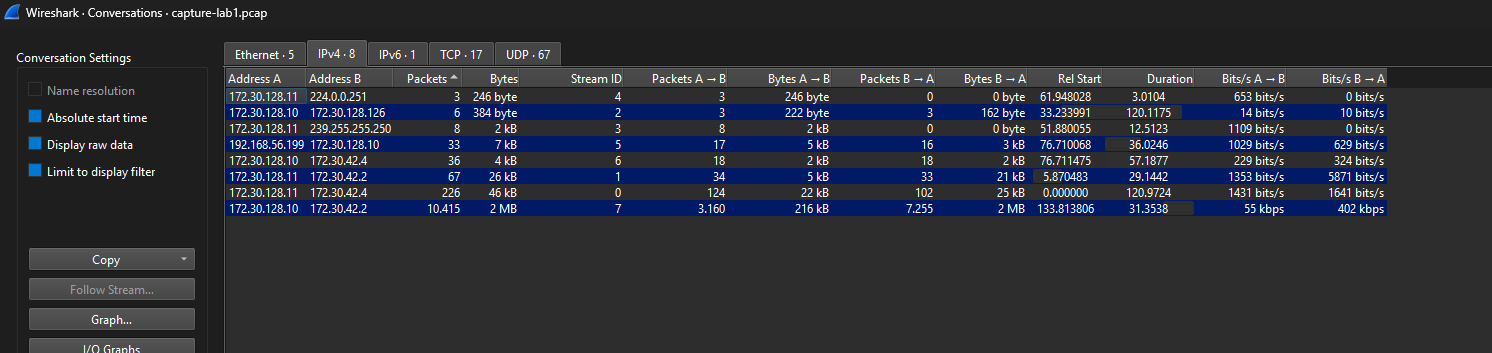 Wireshark · Conversations · capture-lab1.pcap
Conversation Settings
Name resolution
Absolute start time
Display raw data
Limit to display filter
Copy
Follow Stream...
Graph...
I/O Graphs
Ethernet · 5 IPv4 · 8 IPv6 · 1 TCP · 17 UDP · 67
Address A Address B Packets Bytes Stream ID Packets A → B Bytes A → B Packets B → A Bytes B → A Rel Start Duration Bits/s A → B Bits/s B → A
172.30.128.11 224.0.0.251 3 246 byte 4 3 246 byte 0 0 byte 61.948028 3.0104 653 bits/s 0 bits/s
172.30.128.10 172.30.128.126 6 384 byte 2 3 222 byte 3 162 byte 33.233991 120.1175 14 bits/s 10 bits/s
172.30.128.11 239.255.255.250 8 2 kB 3 8 2 kB 0 0 byte 51.880055 12.5123 1109 bits/s 0 bits/s
192.168.56.199 172.30.128.10 33 7 kB 5 17 5 kB 16 3 kB 76.710068 36.0246 1029 bits/s 629 bits/s
172.30.128.10 172.30.42.4 36 4 kB 6 18 2 kB 18 2 kB 76.711475 57.1877 229 bits/s 324 bits/s
172.30.128.11 172.30.42.2 67 26 kB 1 34 5 kB 33 21 kB 5.870483 29.1442 1353 bits/s 5871 bits/s
172.30.128.11 172.30.42.4 226 46 kB 0 124 22 kB 102 25 kB 0.000000 120.9724 1431 bits/s 1641 bits/s
172.30.128.10 172.30.42.2 10.415 2 MB 7 3.160 216 kB 7.255 2 MB 133.813806 31.3538 55 kbps 402 kbps